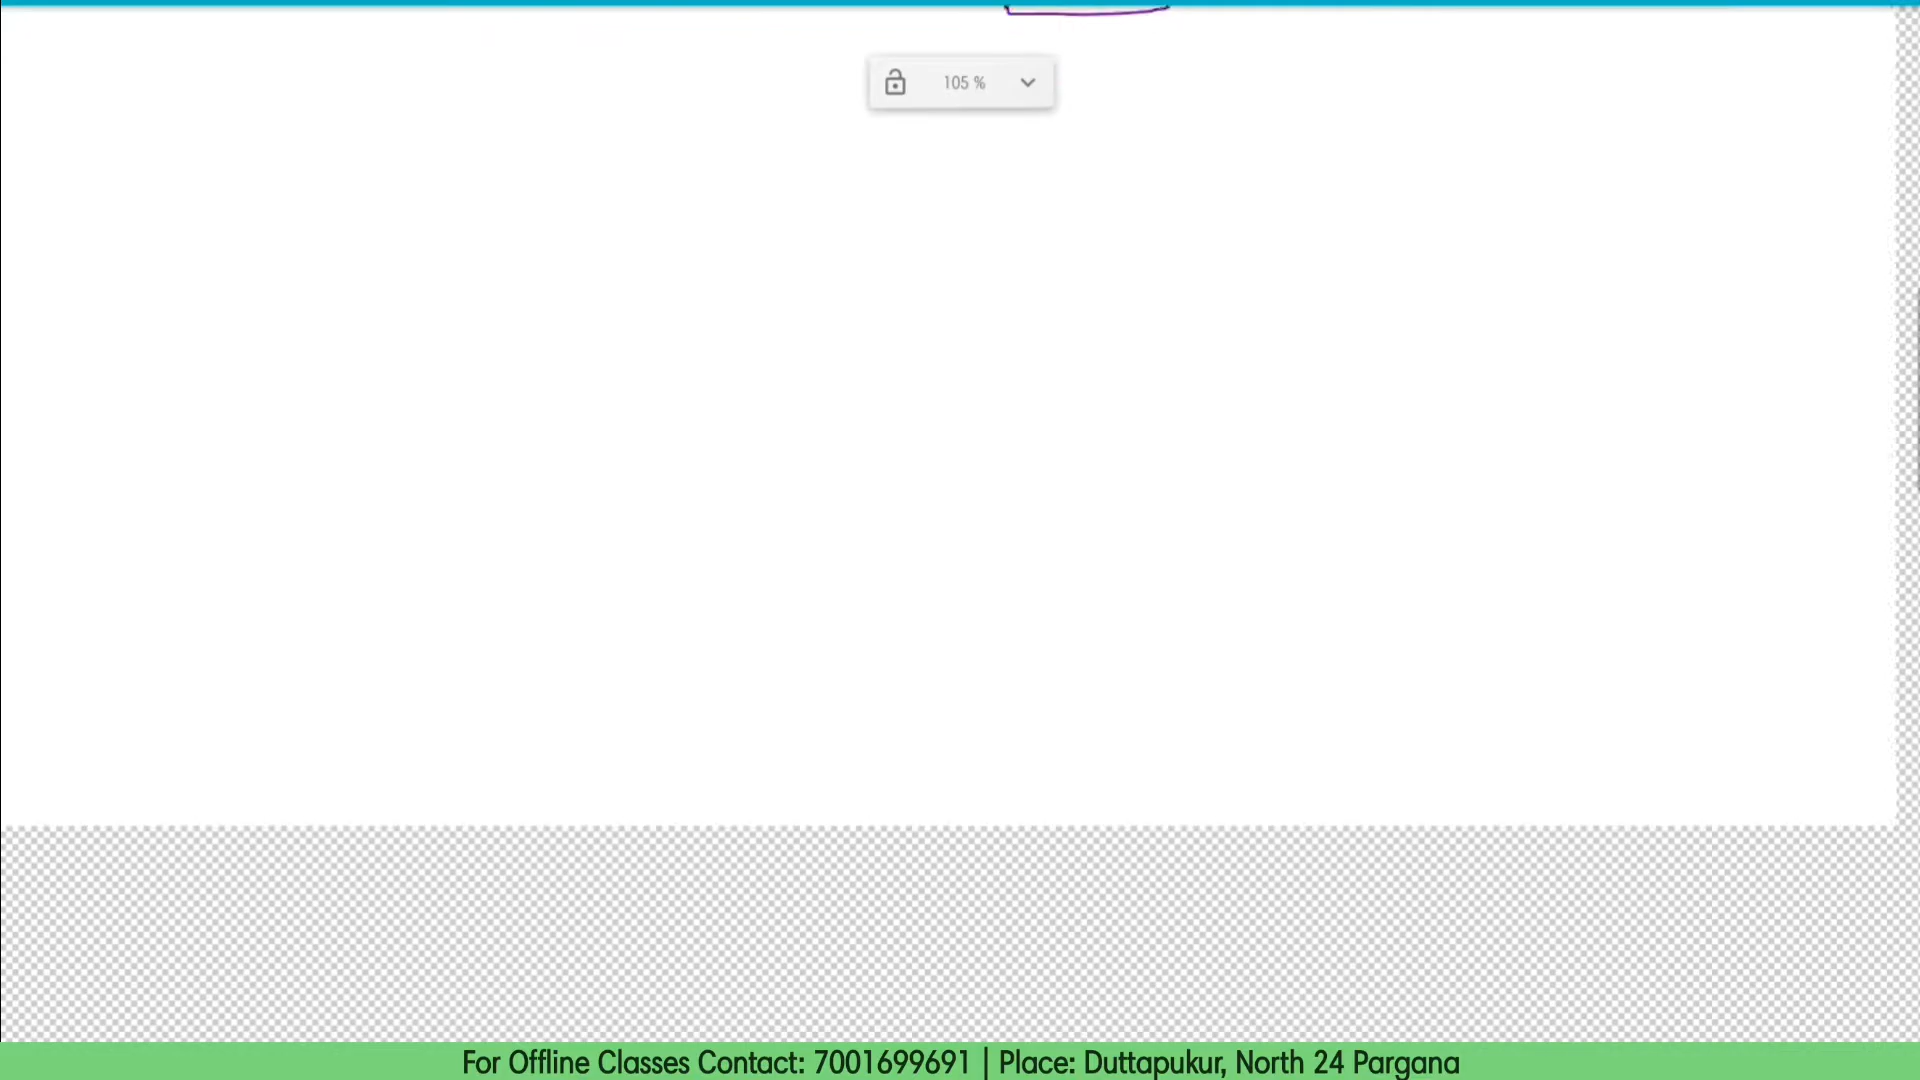 105 %
For Offline Classes Contact: 7001699691 | Place: Duttapukur, North 24 Pargana